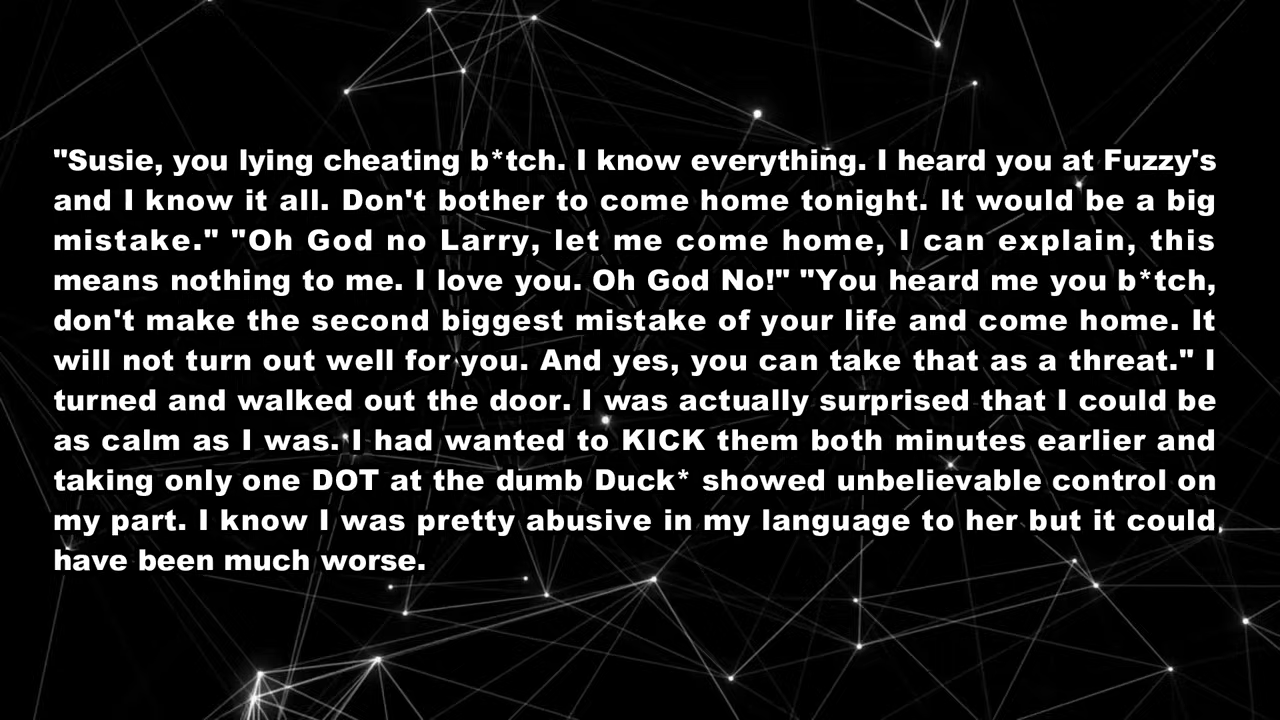 "Susie, you lying cheating b*tch. I know everything. I heard you at Fuzzy's
and I know it all. Don't bother to come home tonight. It would be a big
mistake." "Oh God no Larry, let me come home, I can explain, this
means nothing to me. I love you. Oh God No!" "You heard me you b*tch,
don't make the second biggest mistake of your life and come home. It
will not turn out well for you. And yes, you can take that as a threat." I
turned and walked out the door. I was actually surprised that I could be
as calm as I was. I had wanted to KICK them both minutes earlier and
taking only one DOT at the dumb Duck* showed unbelievable control on
my part. I know I was pretty abusive in my language to her but it could
have been much worse.